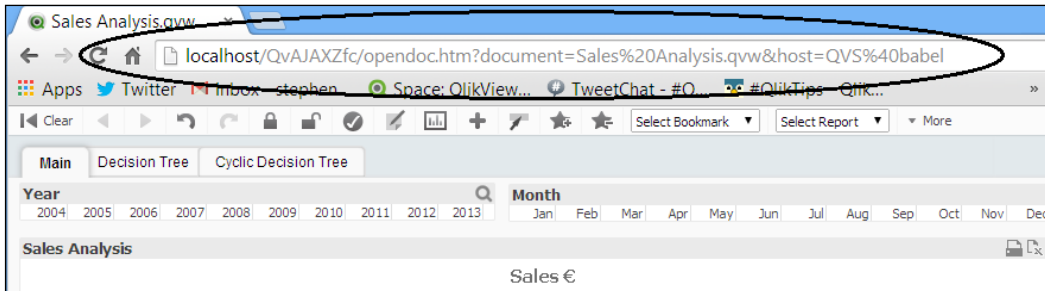 Sales Analysis.qvw ×
localhost/QvAJAXZfc/opendoc.htm?document=Sales%20Analysis.qvw&host=QVS%40babel
Apps Twitter Inbox - stephen... Space: QlikView... TweetChat - #Q... #QlikTips - Qlik... »
Clear Select Bookmark ▼ Select Report ▼ ▼ More
Main Decision Tree Cyclic Decision Tree
Year Month
2004 2005 2006 2007 2008 2009 2010 2011 2012 2013 Jan Feb Mar Apr May Jun Jul Aug Sep Oct Nov Dec
Sales Analysis
Sales €